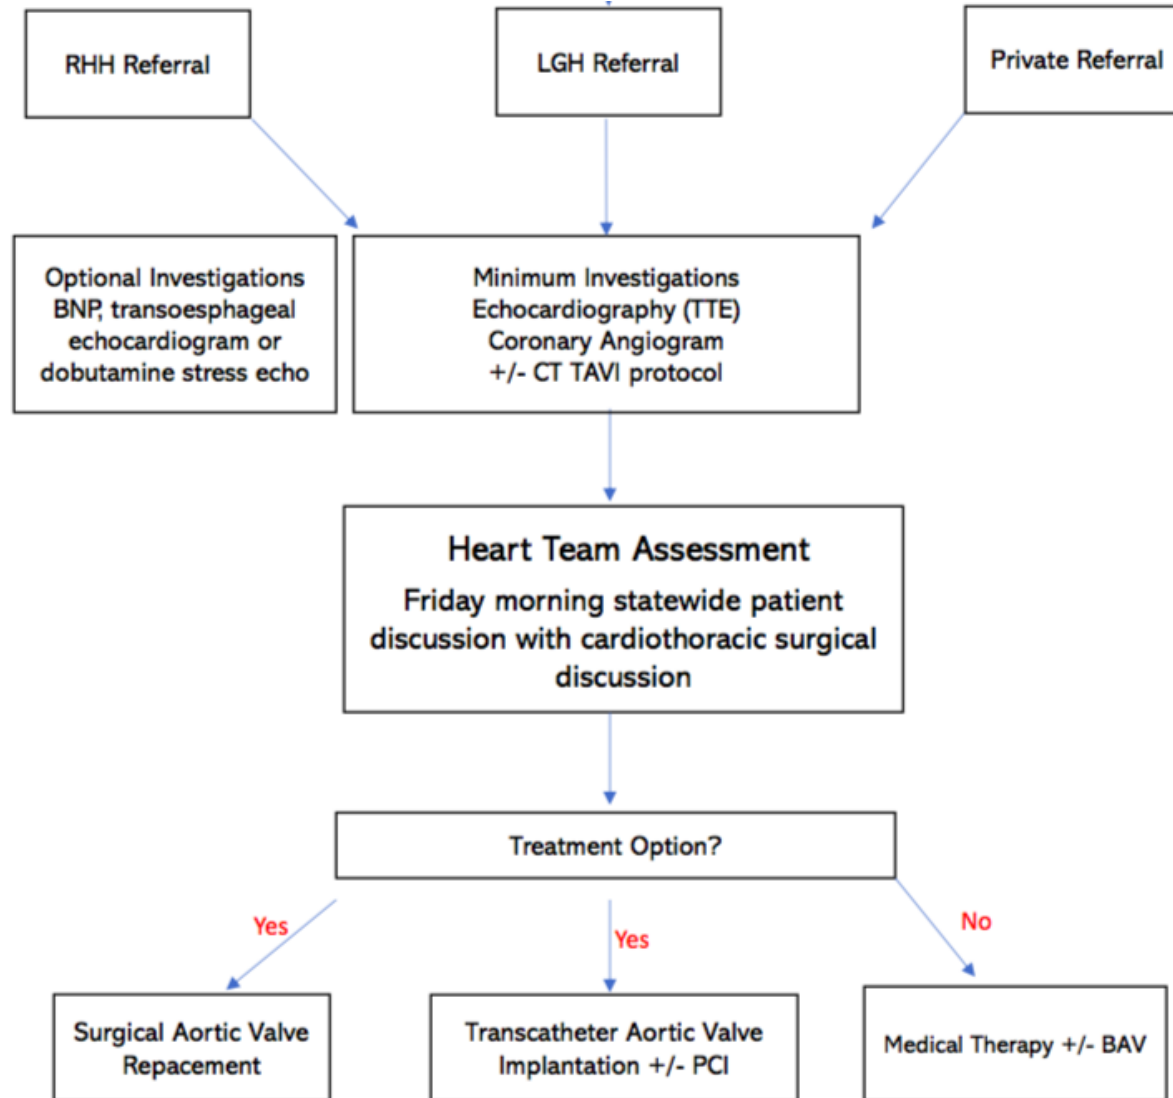 RHH Referral
LGH Referral
Private Referral
Optional Investigations
BNP, transoesphageal
echocardiogram or
dobutamine stress echo
Minimum Investigations
Echocardiography (TTE)
Coronary Angiogram
+/- CT TAVI protocol
Heart Team Assessment
Friday morning statewide patient
discussion with cardiothoracic surgical
discussion
Treatment Option?
Yes
Yes
No
Surgical Aortic Valve
Repacement
Transcatheter Aortic Valve
Implantation +/- PCI
Medical Therapy +/- BAV